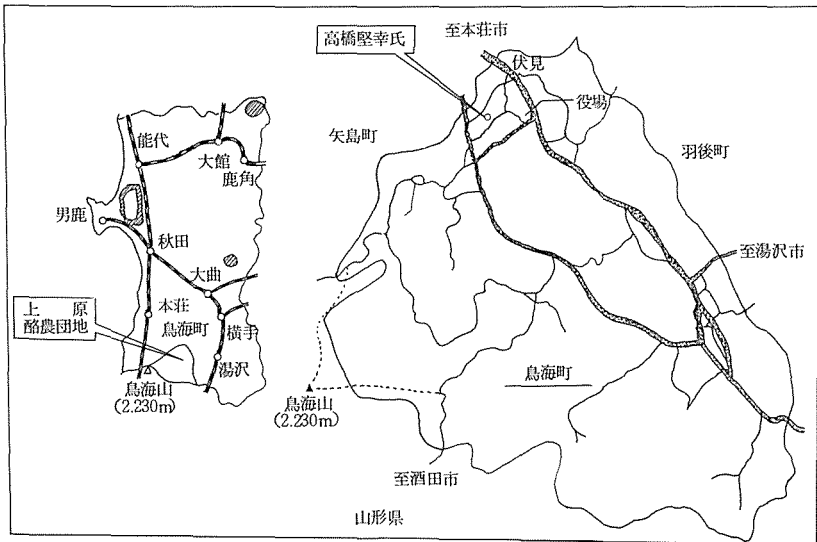 能代
大館
鹿角
男鹿
秋田
大曲
本荘
鳥海町
横手
湯沢
上原
酪農団地
鳥海山
(2.230m)
高橋堅幸氏
至本荘市
伏見
役場
矢島町
羽後町
至湯沢市
鳥海町
鳥海山
(2.230m)
至酒田市
山形県